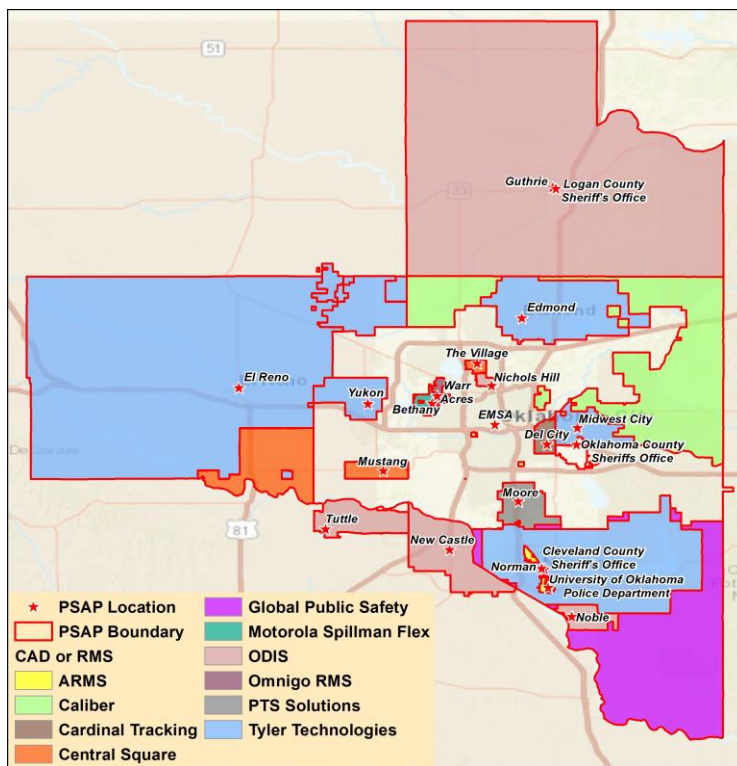 51
33
Guthrie
Logan County
Sheriff's Office
Edmond
The Village
El Reno
Nichols Hill
Warr
Acres
Yukon
Bethany
EMSA
Oklahoma City
Midwest City
Del City
Oklahoma County
Sheriffs Office
Mustang
Moore
81
Tuttle
New Castle
Cleveland County
Sheriff's Office
Norman
University of Oklahoma
Police Department
Noble
PSAP Location
PSAP Boundary
CAD or RMS
ARMS
Caliber
Cardinal Tracking
Central Square
Global Public Safety
Motorola Spillman Flex
ODIS
Omnigo RMS
PTS Solutions
Tyler Technologies